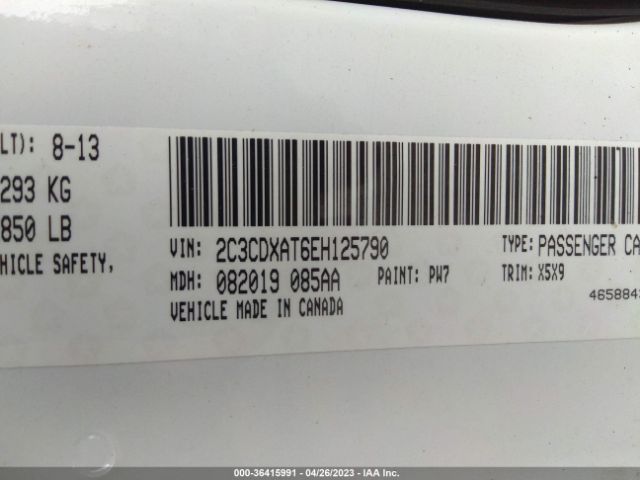 LT): 8-13
293 KG
850 LB
HICLE SAFETY,
VIN: 2C3CDXAT6EH125790
TYPE: PASSENGER CA
MDH: 082019 085AA
PAINT: PW7
TRIM: X5X9
VEHICLE MADE IN CANADA
000-36415991 - 04/26/2023 - IAA Inc.